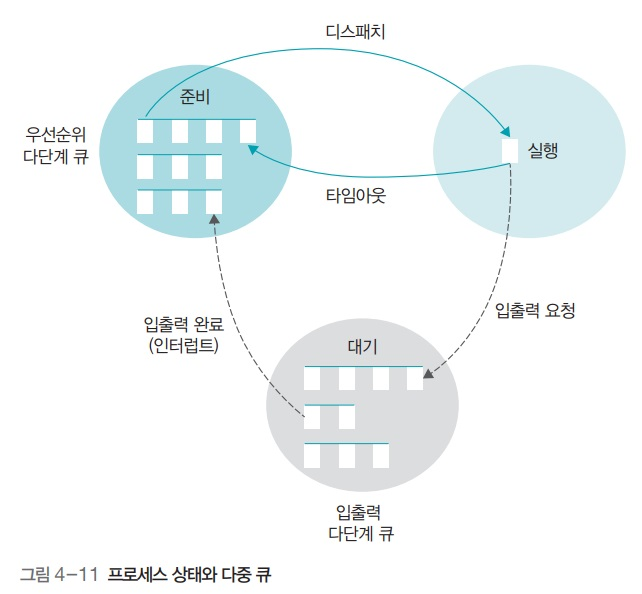 디스패치
준비
우선순위
다단계 큐
실행
타임아웃
입출력 완료
(인터럽트)
입출력 요청
대기
입출력
다단계 큐
그림 4-11 프로세스 상태와 다중 큐